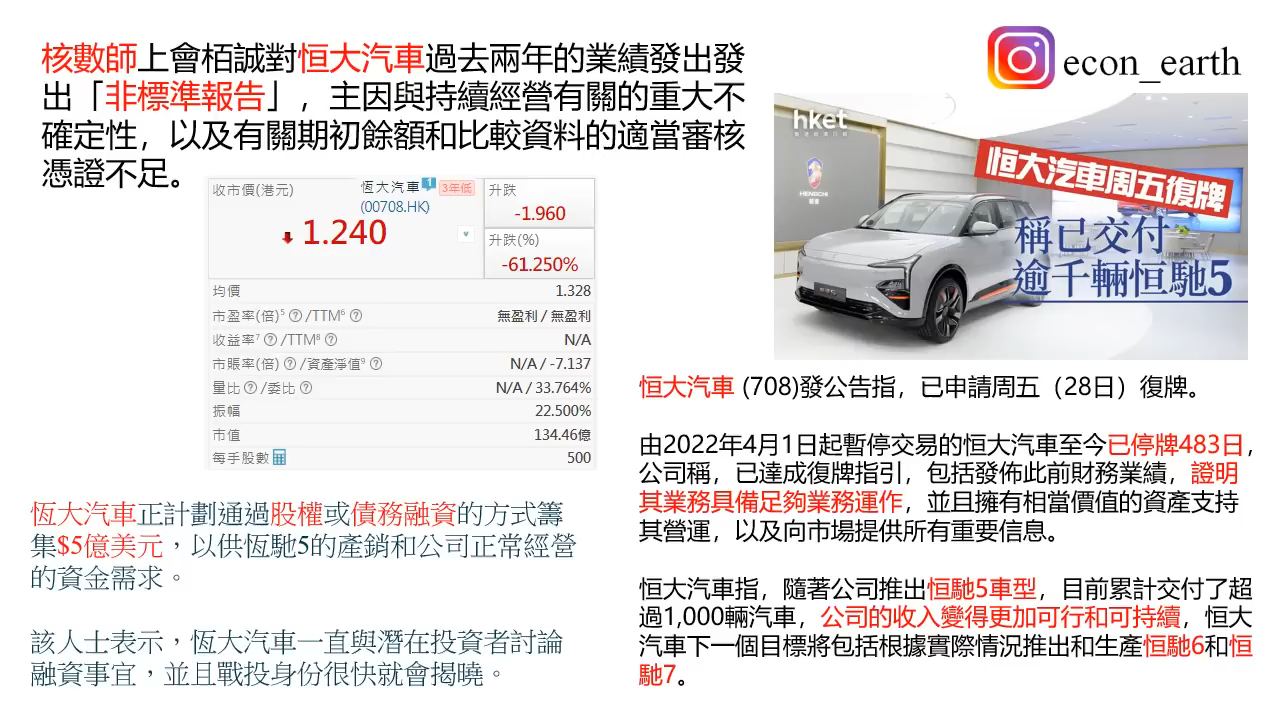 核數師上會栢誠對恒大汽車過去兩年的業績發出發
出「非標準報告」，主因與持續經營有關的重大不
確定性，以及有關期初餘額和比較資料的適當審核
憑證不足。
收市價(港元)
恆大汽車 1 3年低
(00708.HK)
1.240
升跌
-1.960
升跌(%)
-61.250%
均價 1.328
市盈率(倍)5 ? /TTM6 ? 無盈利 / 無盈利
收益率7 ? /TTM8 ? N/A
市賬率(倍) ? /資產淨值9 ? N/A / -7.137
量比 ? /委比 ? N/A / 33.764%
振幅 22.500%
市值 134.46億
每手股數 500
恆大汽車正計劃通過股權或債務融資的方式籌
集$5億美元，以供恆馳5的產銷和公司正常經營
的資金需求。
該人士表示，恆大汽車一直與潛在投資者討論
融資事宜，並且戰投身份很快就會揭曉。
econ_earth
hket
HENGCHI
恒大汽車周五復牌
稱已交付
逾千輛恒馳5
恒大汽車 (708)發公告指，已申請周五（28日）復牌。
由2022年4月1日起暫停交易的恒大汽車至今已停牌483日，
公司稱，已達成復牌指引，包括發佈此前財務業績，證明
其業務具備足夠業務運作，並且擁有相當價值的資產支持
其營運，以及向市場提供所有重要信息。
恒大汽車指，隨著公司推出恒馳5車型，目前累計交付了超
過1,000輛汽車，公司的收入變得更加可行和可持續，恒大
汽車下一個目標將包括根據實際情況推出和生產恒馳6和恒
馳7。